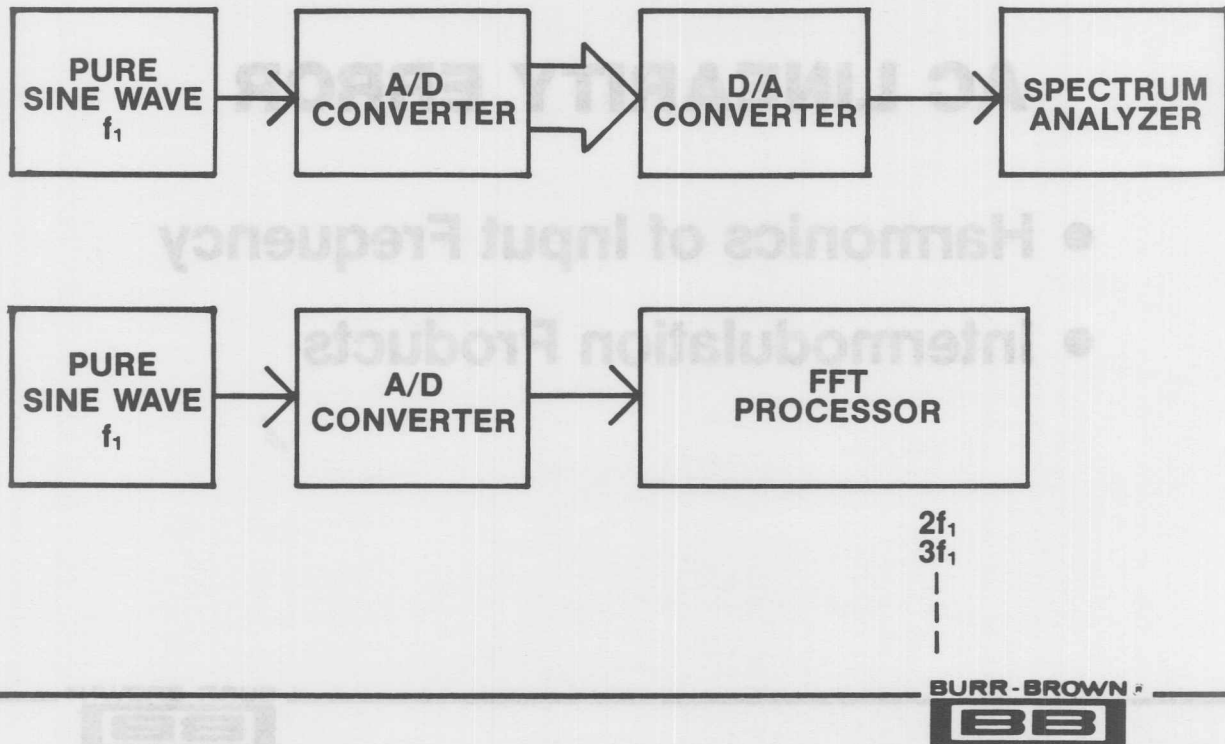 PURE
SINE WAVE
f₁
A/D
CONVERTER
D/A
CONVERTER
SPECTRUM
ANALYZER
AC LINEARITY ERROR
• Harmonics of Input Frequency
• Intermodulation Products
PURE
SINE WAVE
f₁
A/D
CONVERTER
FFT
PROCESSOR
2f₁
3f₁
BURR-BROWN
BB